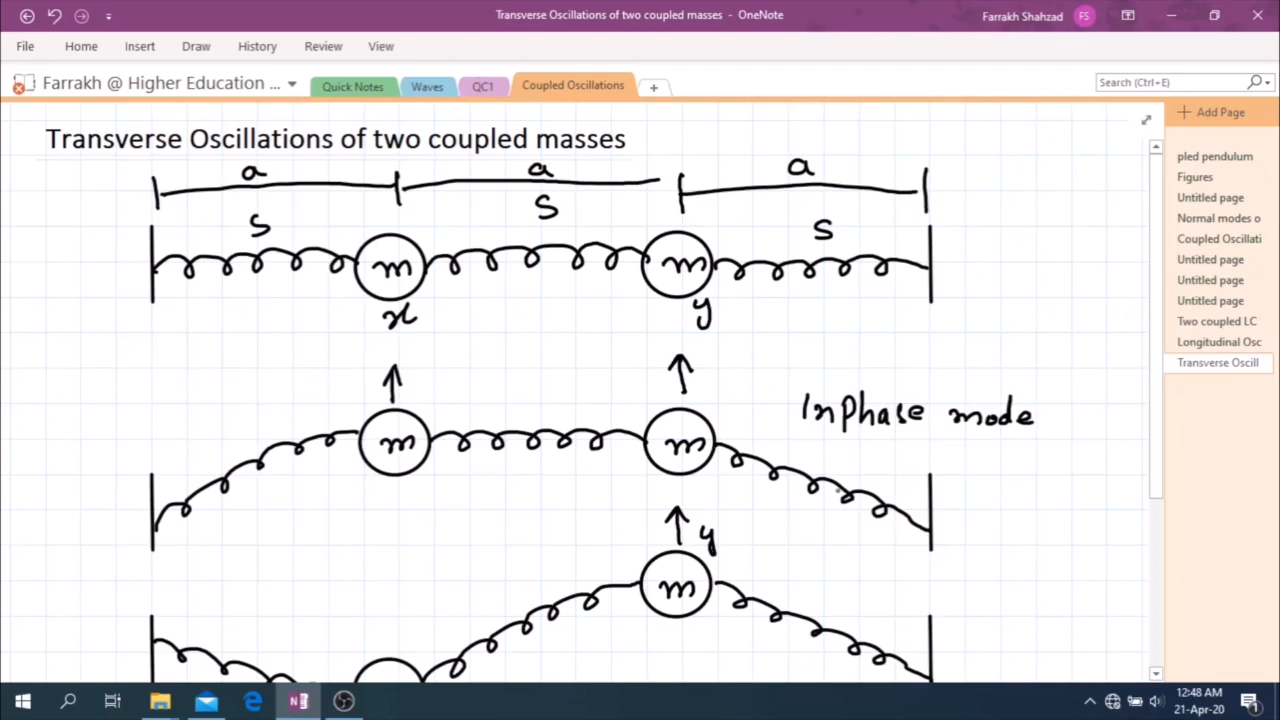 Transverse Oscillations of two coupled masses - OneNote
Farrakh Shahzad FS
File Home Insert Draw History Review View
Farrakh @ Higher Education ... Quick Notes Waves QC1 Coupled Oscillations + Search (Ctrl+E)
Add Page
Transverse Oscillations of two coupled masses
pled pendulum
Figures
Untitled page
Normal modes o
Coupled Oscillati
Untitled page
Untitled page
Untitled page
Two coupled LC
Longitudinal Osc
Transverse Oscill
a a a
S S S
m m
x y
InPhase mode
m m
y
m
12:48 AM
21-Apr-20
1